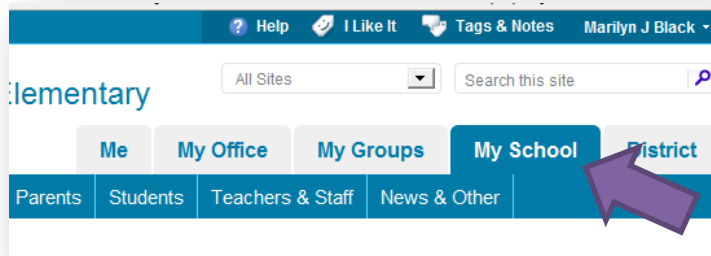 Help I Like It Tags & Notes Marilyn J Black
Elementary All Sites Search this site
Me My Office My Groups My School District
Parents Students Teachers & Staff News & Other